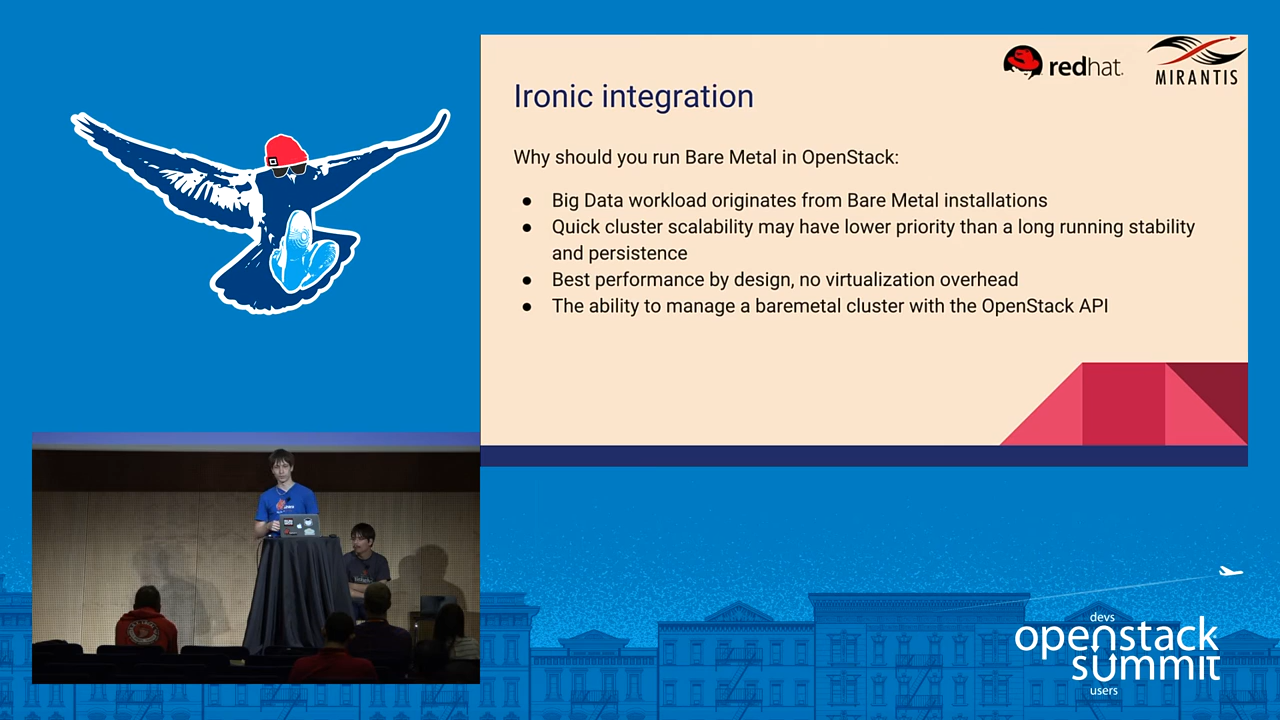 redhat.
MIRANTIS
Ironic integration
Why should you run Bare Metal in OpenStack:
● Big Data workload originates from Bare Metal installations
● Quick cluster scalability may have lower priority than a long running stability
and persistence
● Best performance by design, no virtualization overhead
● The ability to manage a baremetal cluster with the OpenStack API
devs
openstack
summit
users